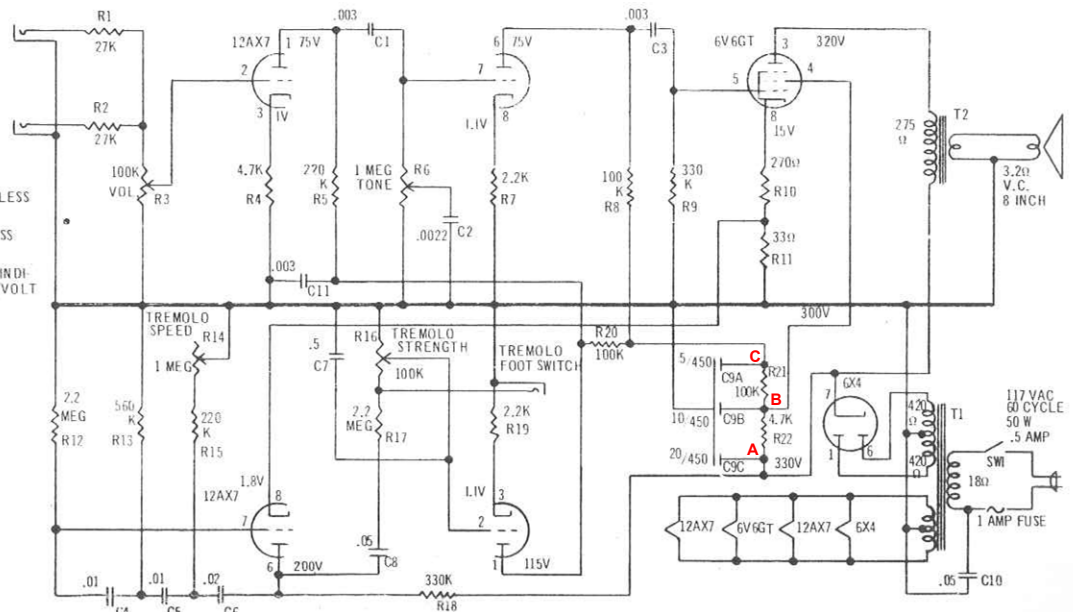 R1
27K
R2
27K
100K
VOL
R3
LESS
SS
INDI-
VOLT
12AX7
1
75V
2
3
1V
4.7K
R4
220
K
R5
.003
C1
.003
C11
1 MEG
TONE
R6
.0022
C2
6
75V
7
8
1.1V
2.2K
R7
100
K
R8
.003
C3
330
K
R9
6V6GT
3
320V
5
4
8
15V
270Ω
R10
33Ω
R11
275
Ω
T2
3.2Ω
V.C.
8 INCH
300V
TREMOLO
SPEED
R14
1 MEG
.5
C7
R16
TREMOLO
STRENGTH
100K
TREMOLO
FOOT SWITCH
R20
100K
5/450
C9A
C
R21
100K
B
10/450
C9B
4.7K
R22
A
20/450
C9C
330V
7
6X4
1
6
420
Ω
420
Ω
T1
18Ω
117 VAC
60 CYCLE
50 W
.5 AMP
SW1
1 AMP FUSE
.05
C10
2.2
MEG
R12
560
K
R13
220
K
R15
2.2
MEG
R17
2.2K
R19
12AX7
1.8V
8
7
6
200V
.05
C8
1.1V
3
2
1
115V
12AX7
6V6GT
12AX7
6X4
.01
C4
.01
C5
.02
C6
330K
R18